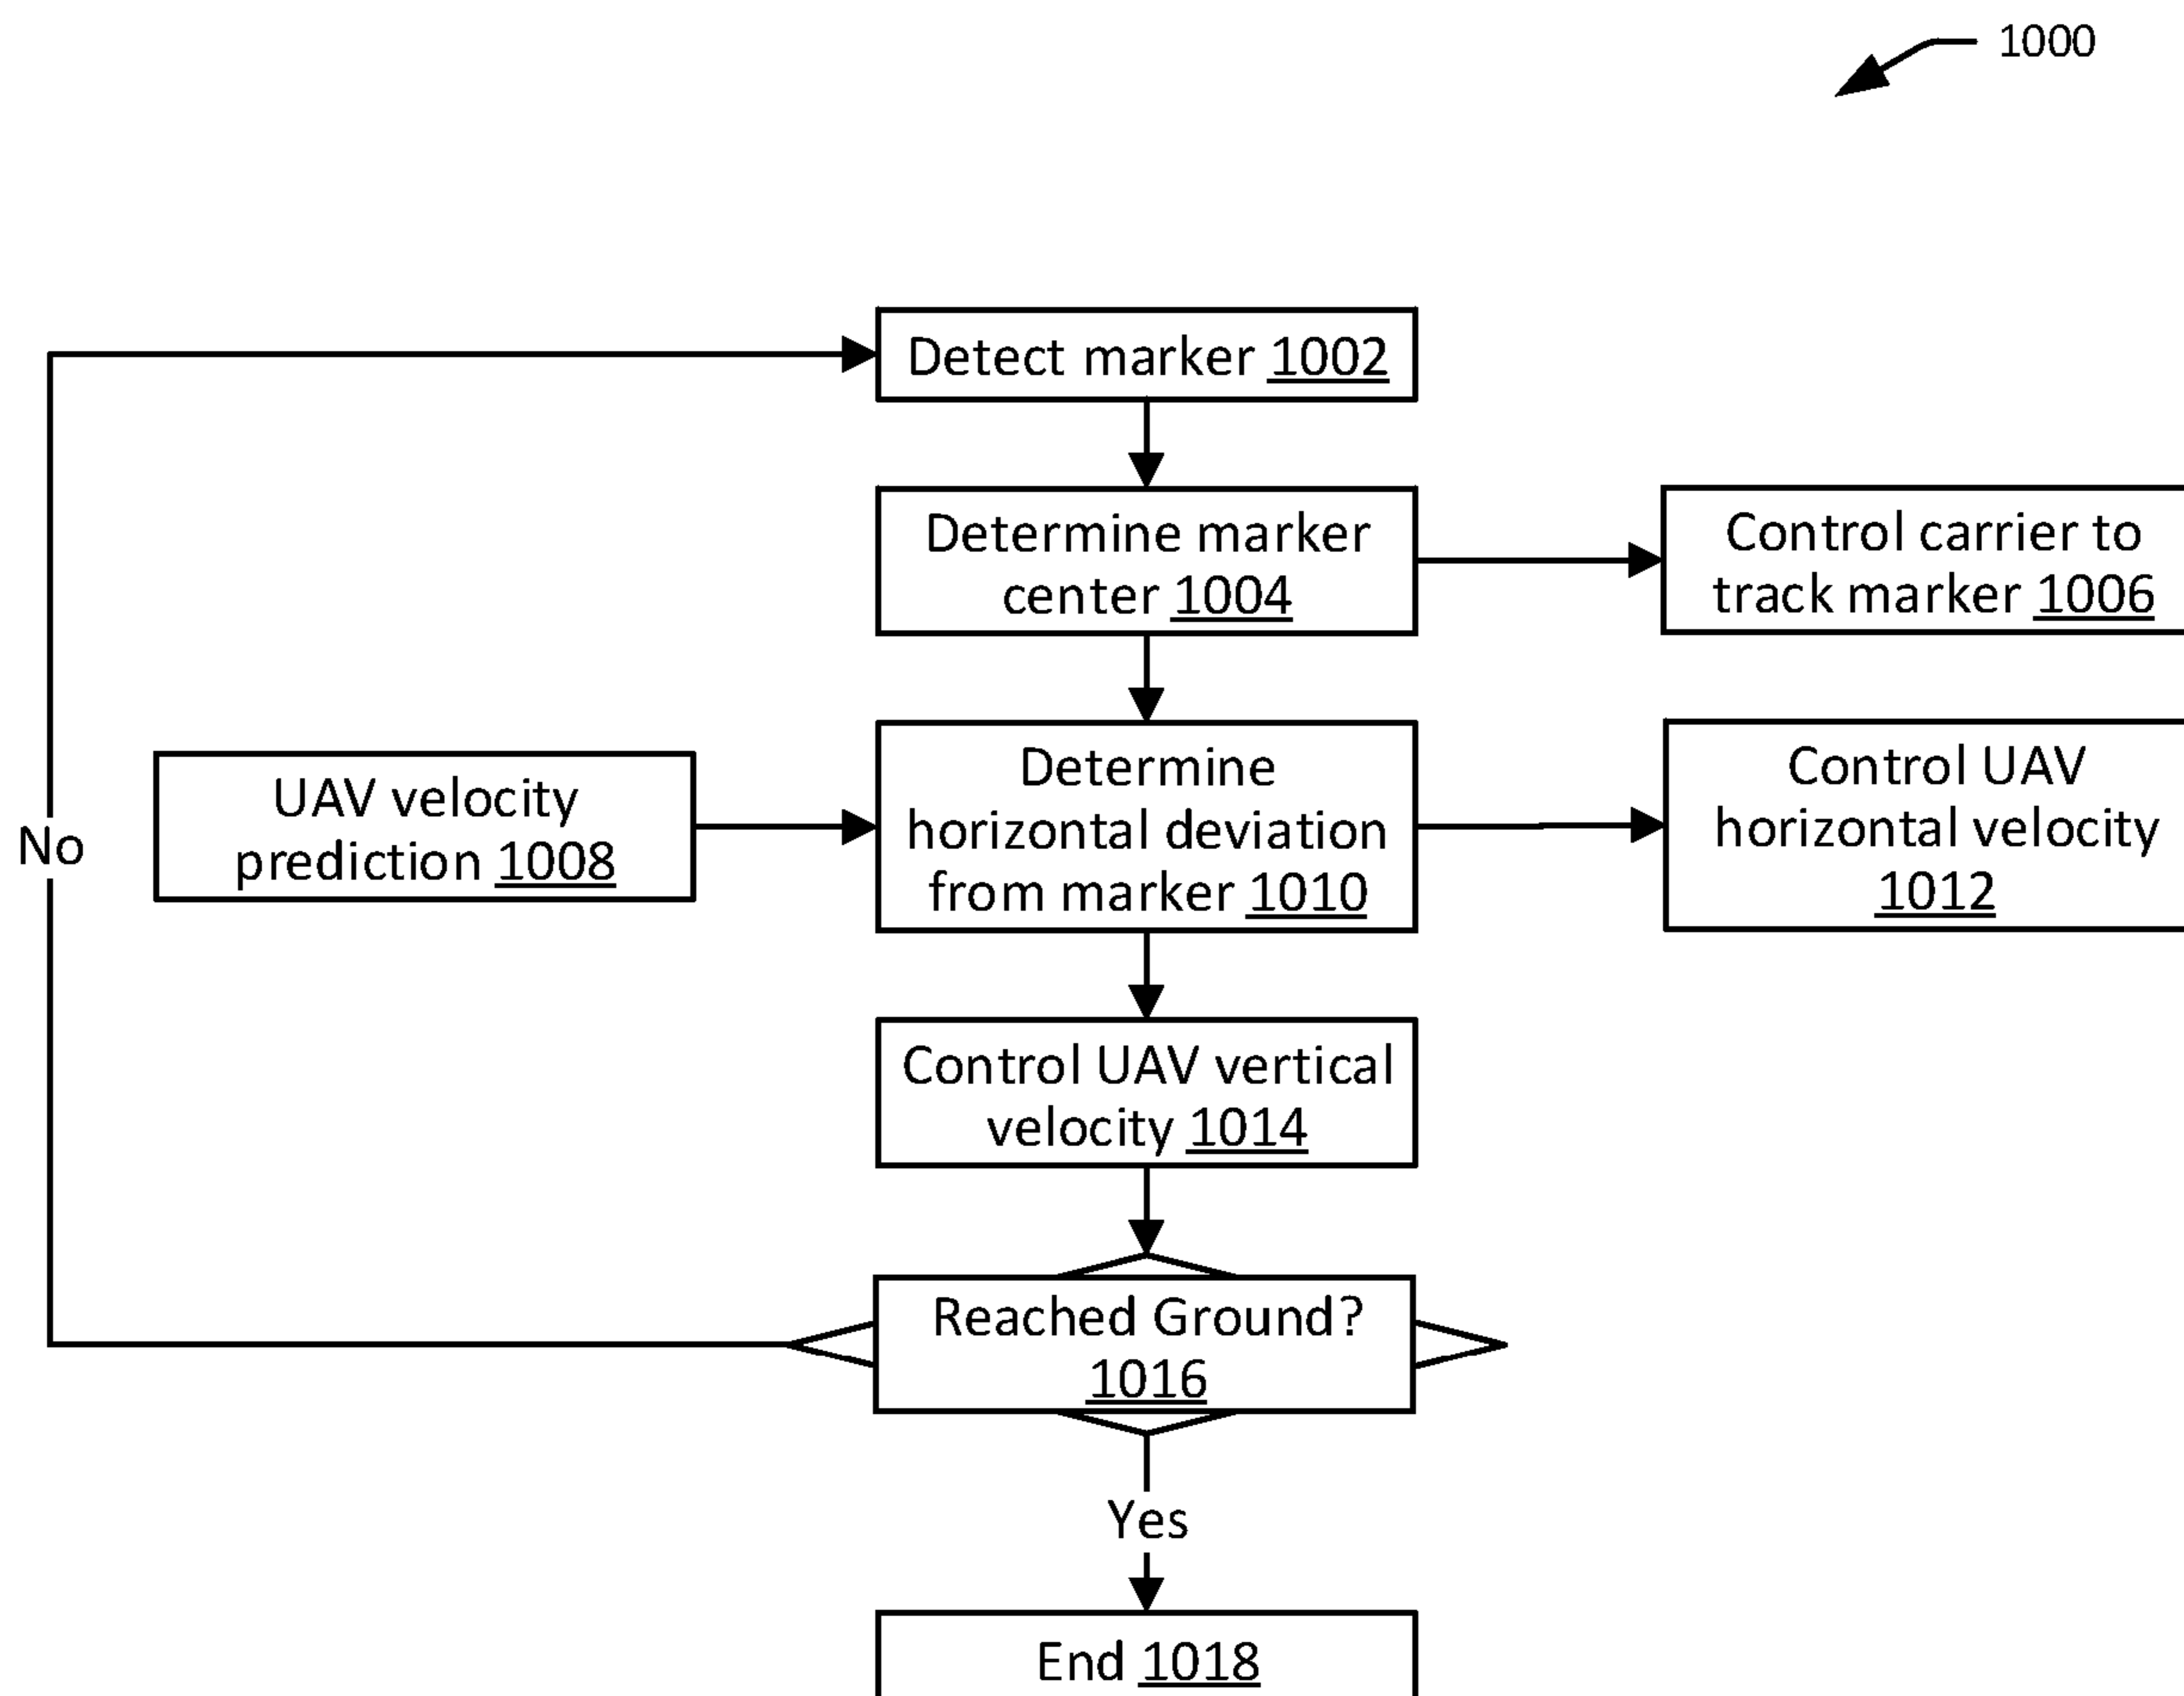 1000
Detect marker 1002
Determine marker
center 1004
Control carrier to
track marker 1006
UAV velocity
prediction 1008
Determine
horizontal deviation
from marker 1010
Control UAV
horizontal velocity
1012
No
Control UAV vertical
velocity 1014
Reached Ground?
1016
Yes
End 1018